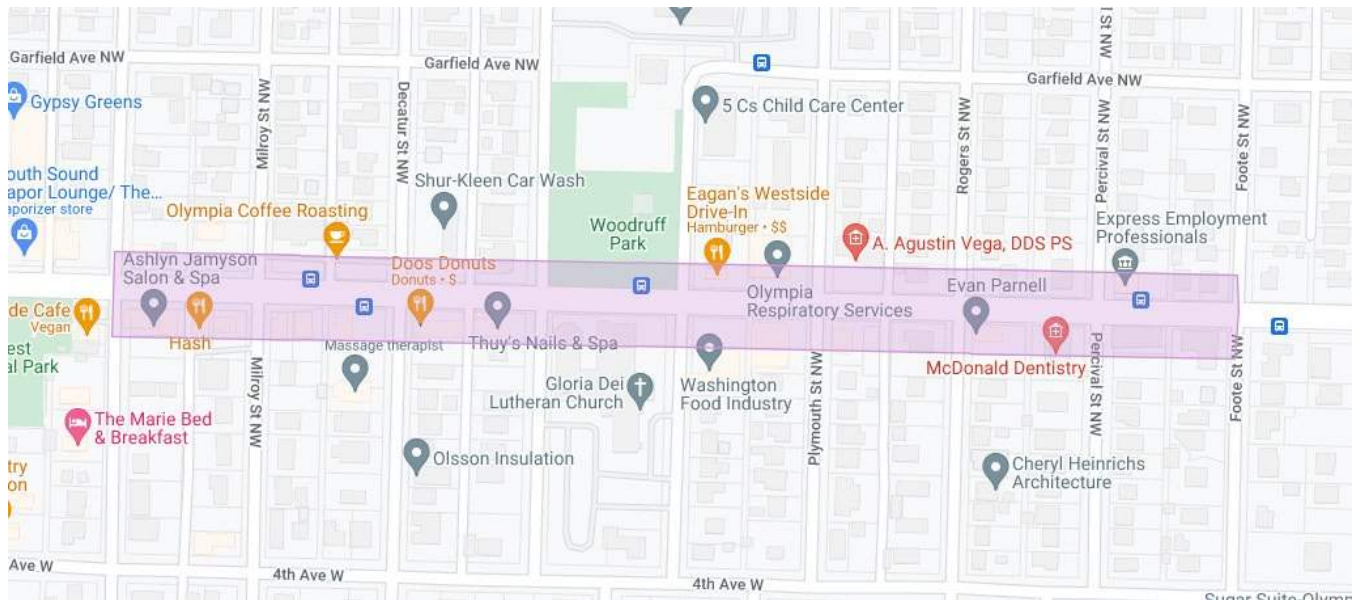 Garfield Ave NW
Garfield Ave NW
Garfield Ave NW
St NW
Gypsy Greens
Milroy St NW
Decatur St NW
5 Cs Child Care Center
Rogers St NW
Percival St NW
Foote St NW
outh Sound
apor Lounge/ The...
aporizer store
Shur-Kleen Car Wash
Olympia Coffee Roasting
Woodruff
Park
Eagan's Westside
Drive-In
Hamburger • $$
A. Agustin Vega, DDS PS
Express Employment
Professionals
Ashlyn Jamyson
Salon & Spa
Doos Donuts
Donuts • $
Olympia
Respiratory Services
Evan Parnell
de Cafe
Vegan
Hash
Massage therapist
Thuy's Nails & Spa
McDonald Dentistry
est
al Park
Milroy St NW
Gloria Dei
Lutheran Church
Washington
Food Industry
Plymouth St NW
Percival St NW
Foote St NW
The Marie Bed
& Breakfast
Olsson Insulation
Cheryl Heinrichs
Architecture
try
on
Ave W
4th Ave W
4th Ave W